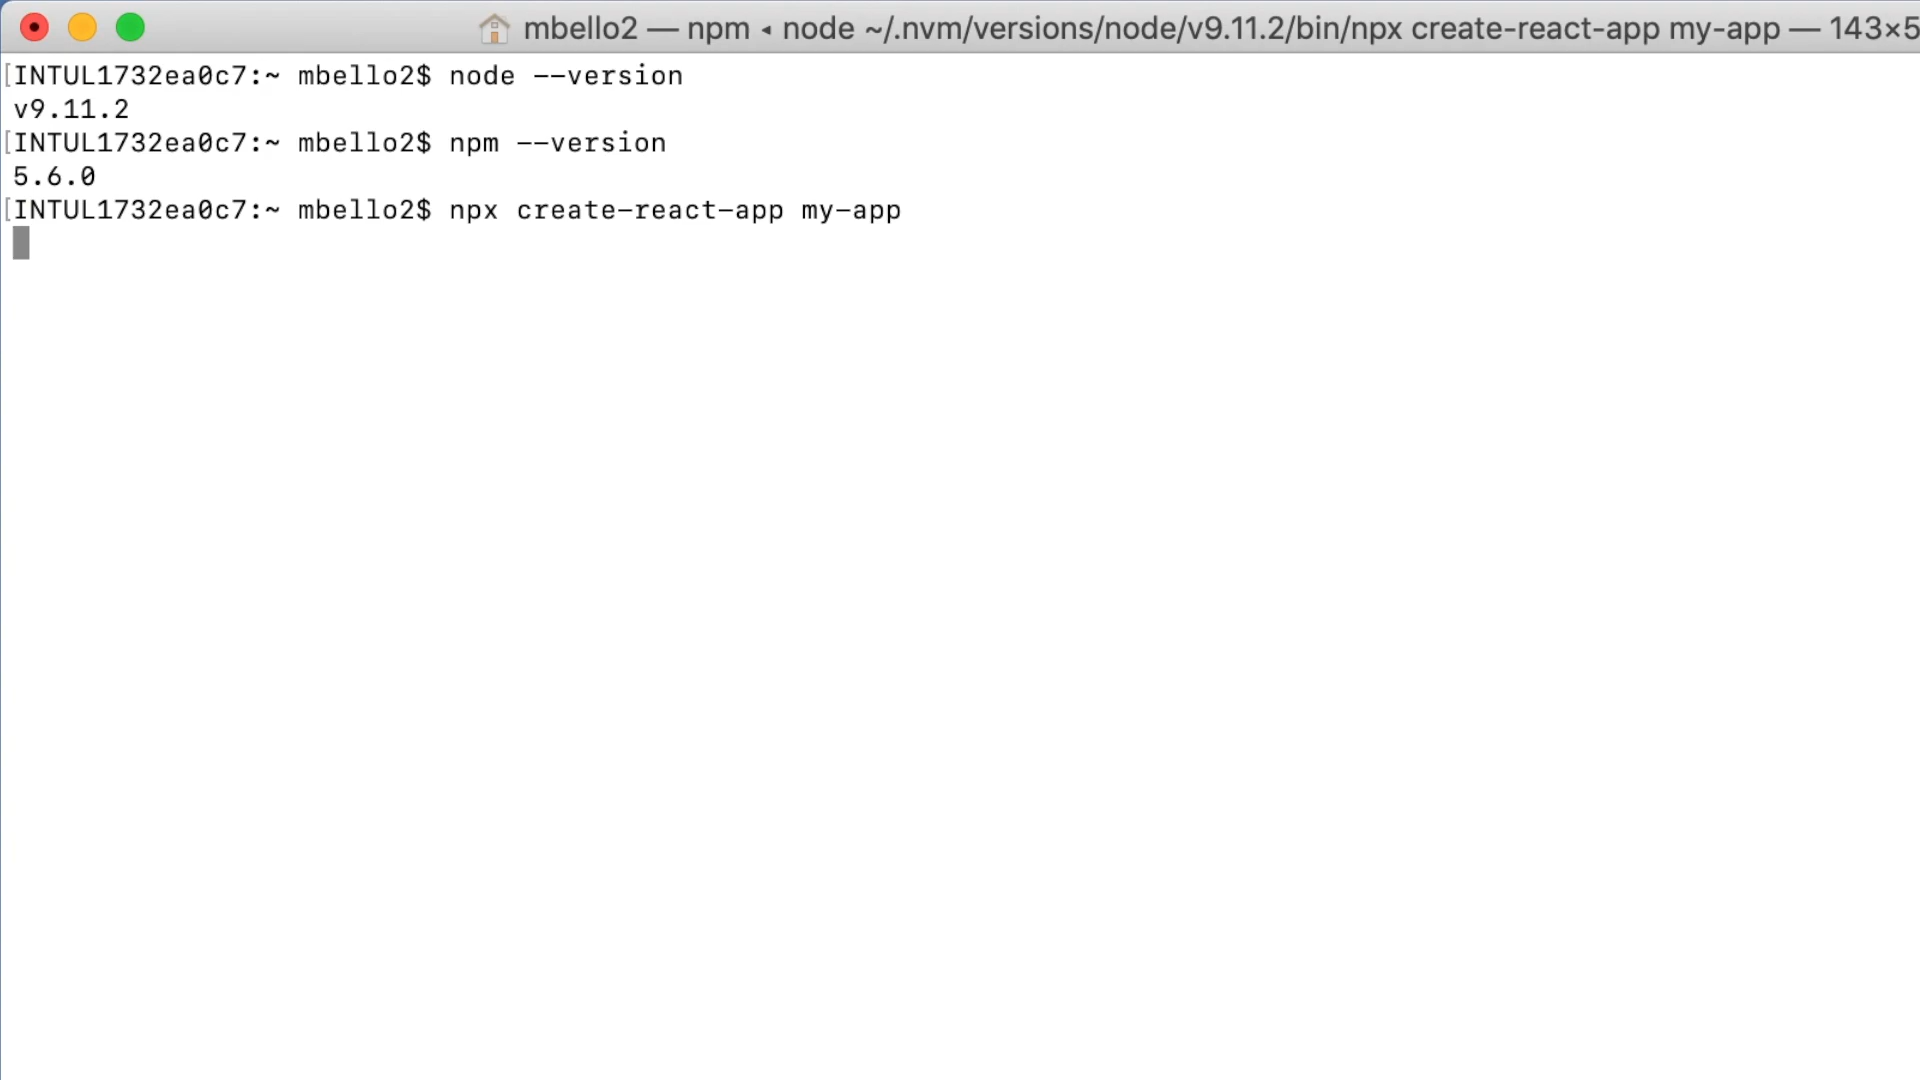 mbello2 — npm ◂ node ~/.nvm/versions/node/v9.11.2/bin/npx create-react-app my-app — 143×5
[INTUL1732ea0c7:~ mbello2$ node --version
v9.11.2
[INTUL1732ea0c7:~ mbello2$ npm --version
5.6.0
[INTUL1732ea0c7:~ mbello2$ npx create-react-app my-app